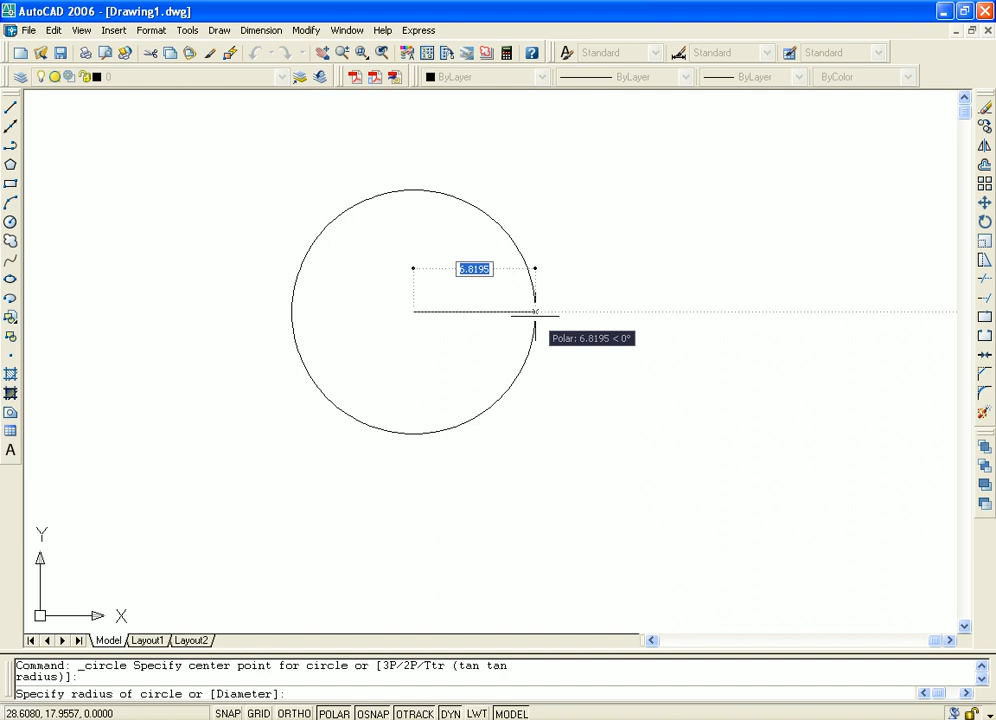 AutoCAD 2006 - [Drawing1.dwg]
File Edit View Insert Format Tools Draw Dimension Modify Window Help Express
Standard Standard Standard
0 ByLayer ByLayer ByLayer ByColor
6.8195
Polar: 6.8195 < 0°
A
Y
X
Model Layout1 Layout2
Command: _circle Specify center point for circle or [3P/2P/Ttr (tan tan
radius)]:
Specify radius of circle or [Diameter]:
28.6080, 17.9557, 0.0000 SNAP GRID ORTHO POLAR OSNAP OTRACK DYN LWT MODEL